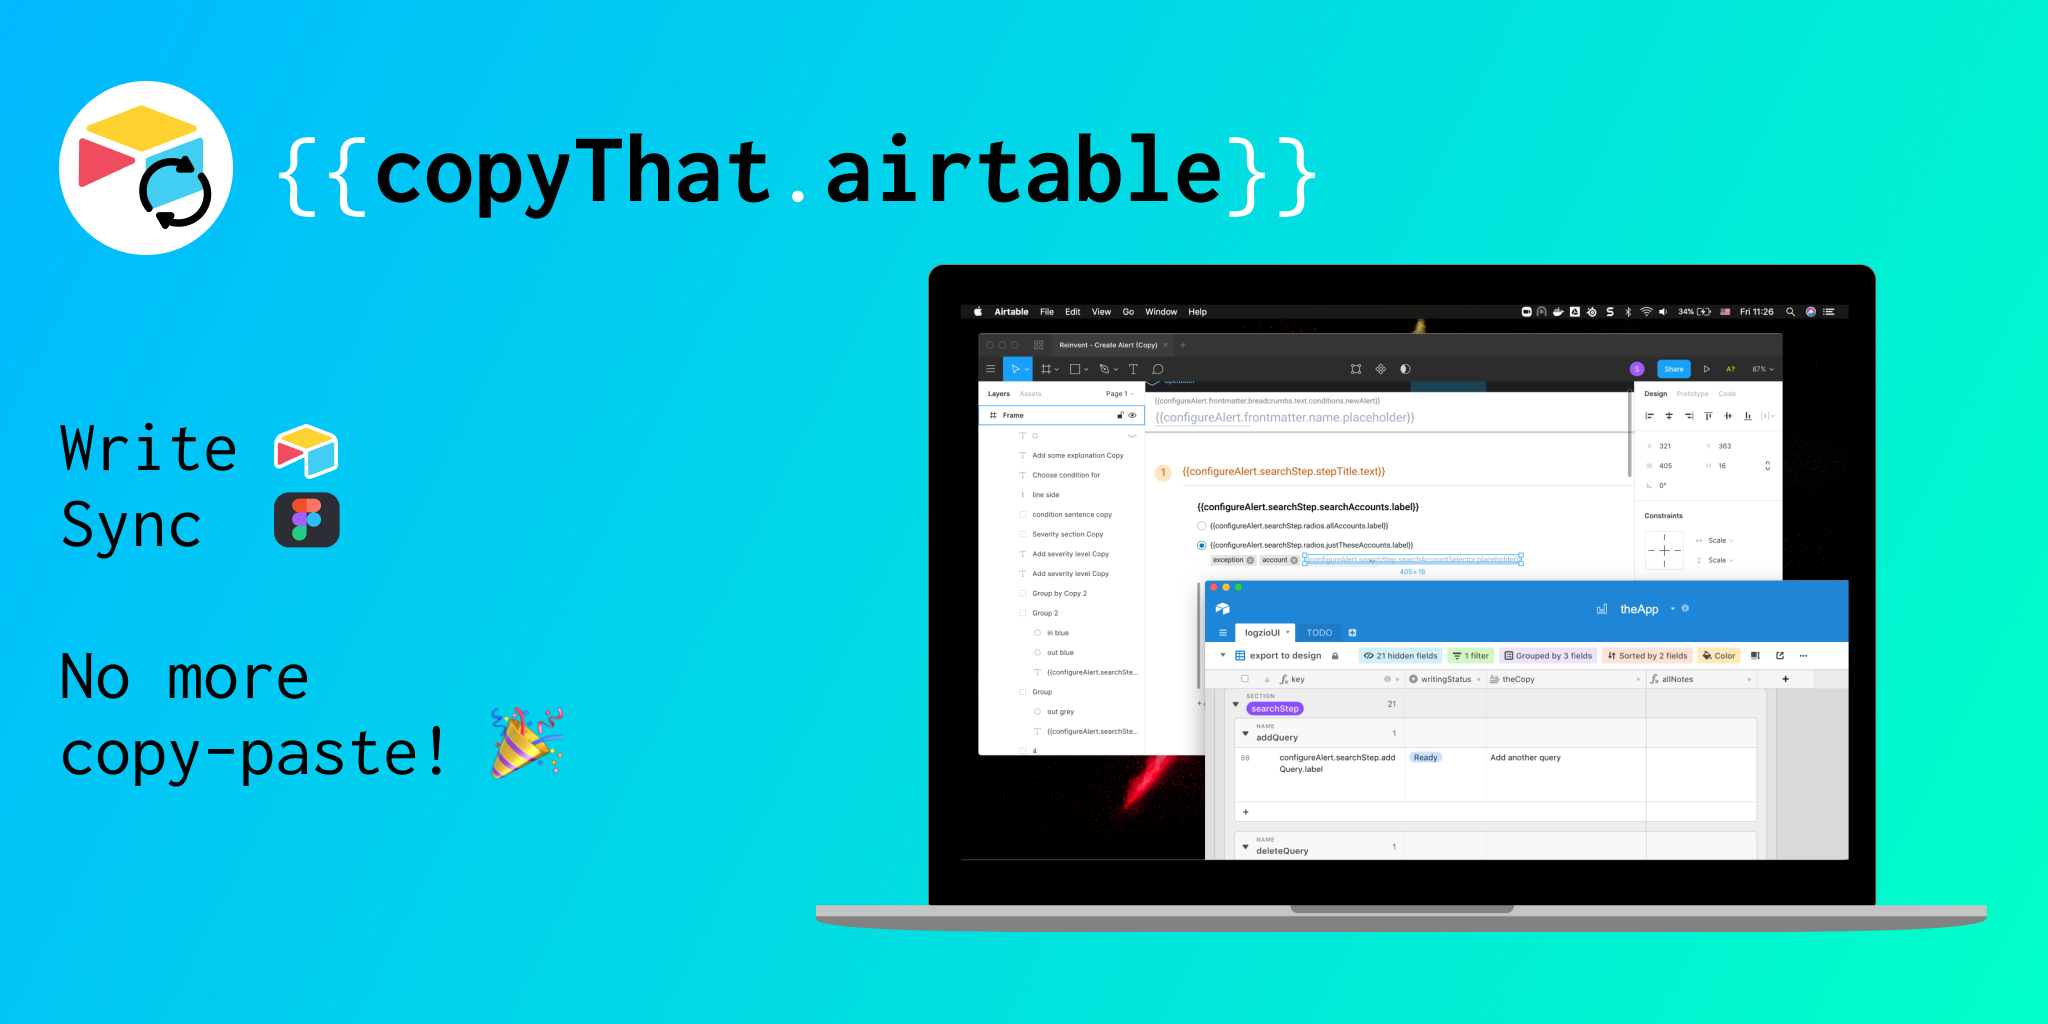 {{copyThat.airtable}}
Write
Sync
No more
copy-paste!
Airtable File Edit View Go Window Help
34% Fri 11:26
Reinvent - Create Alert (Copy)
S Share A? 87%
Layers Assets Page 1
Frame
Add some explonation Copy
Choose condition for
line side
condition sentence copy
Severity section Copy
Add severity level Copy
Add severity level Copy
Group by Copy 2
Group 2
in blue
out blue
{{configureAlert.searchSte...
Group
out grey
{{configureAlert.searchSte...
4
{{configureAlert.frontmatter.breadcrumbs.text.conditions.newAlert}}
{{configureAlert.frontmatter.name.placeholder}}
1 {{configureAlert.searchStep.stepTitle.text}}
{{configureAlert.searchStep.searchAccounts.label}}
{{configureAlert.searchStep.radios.allAccounts.label}}
{{configureAlert.searchStep.radios.justTheseAccounts.label}}
exception account {{configureAlert.searchStep.searchAccountSelector.placeholder}}
405 × 16
Design Prototype Code
X 321 Y 363
W 405 H 16
0°
Constraints
Scale
Scale
theApp
logzioUI TODO
export to design 21 hidden fields 1 filter Grouped by 3 fields Sorted by 2 fields Color
key writingStatus theCopy allNotes
SECTION
searchStep 21
NAME
addQuery 1
68 configureAlert.searchStep.add Ready Add another query
Query.label
NAME
deleteQuery 1